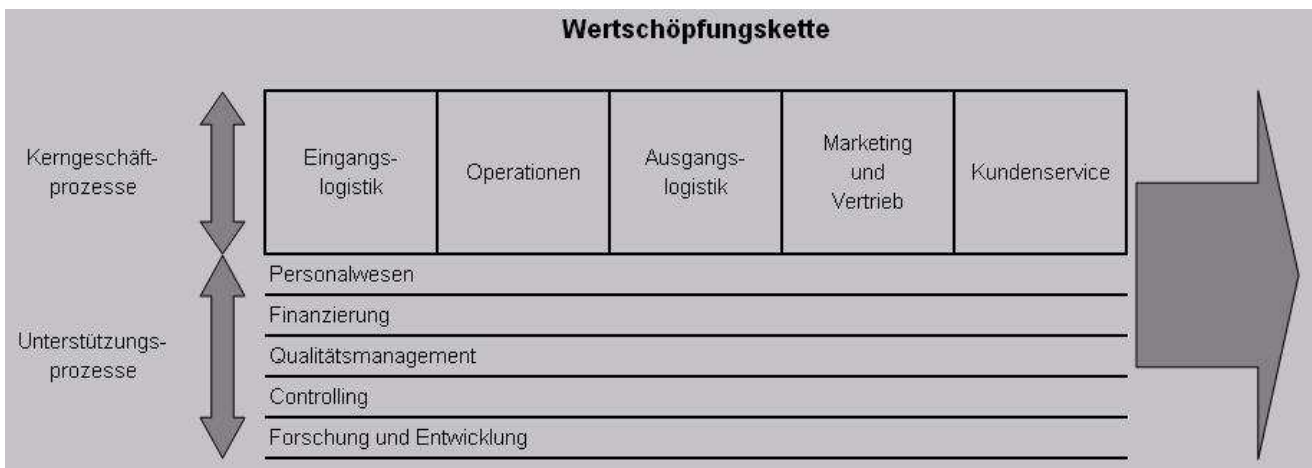 Wertschöpfungskette
Kerngeschäft-
prozesse
Eingangs-
logistik
Operationen
Ausgangs-
logistik
Marketing
und
Vertrieb
Kundenservice
Unterstützungs-
prozesse
Personalwesen
Finanzierung
Qualitätsmanagement
Controlling
Forschung und Entwicklung